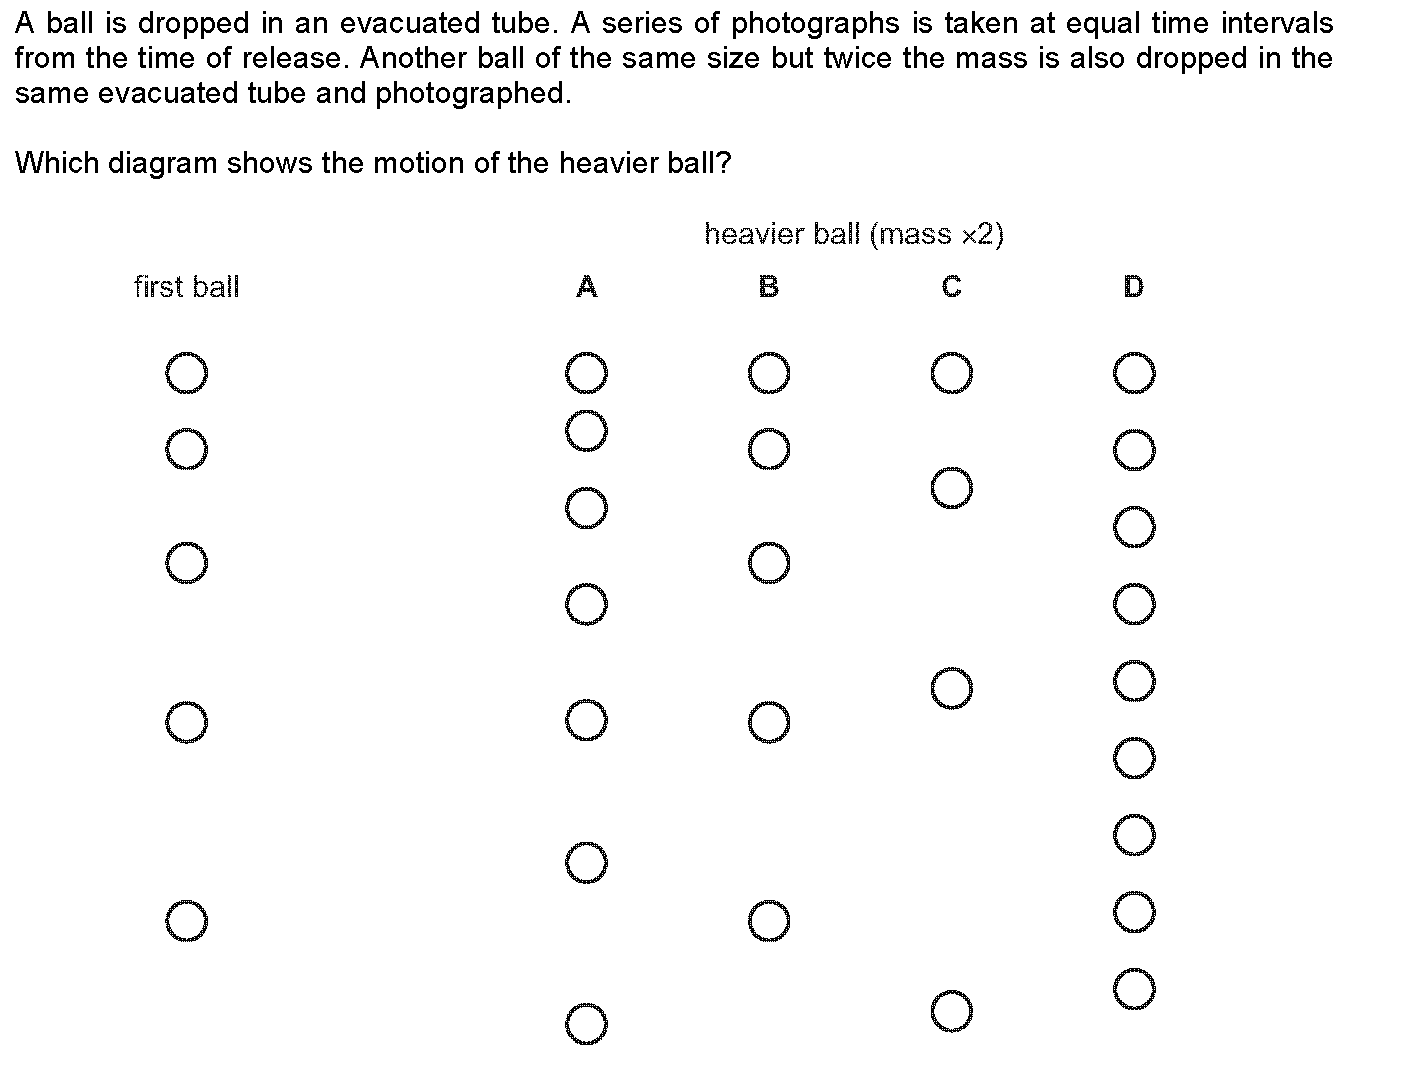 A ball is dropped in an evacuated tube. A series of photographs is taken at equal time intervals
from the time of release. Another ball of the same size but twice the mass is also dropped in the
same evacuated tube and photographed.
Which diagram shows the motion of the heavier ball?
heavier ball (mass ×2)
first ball A B C D